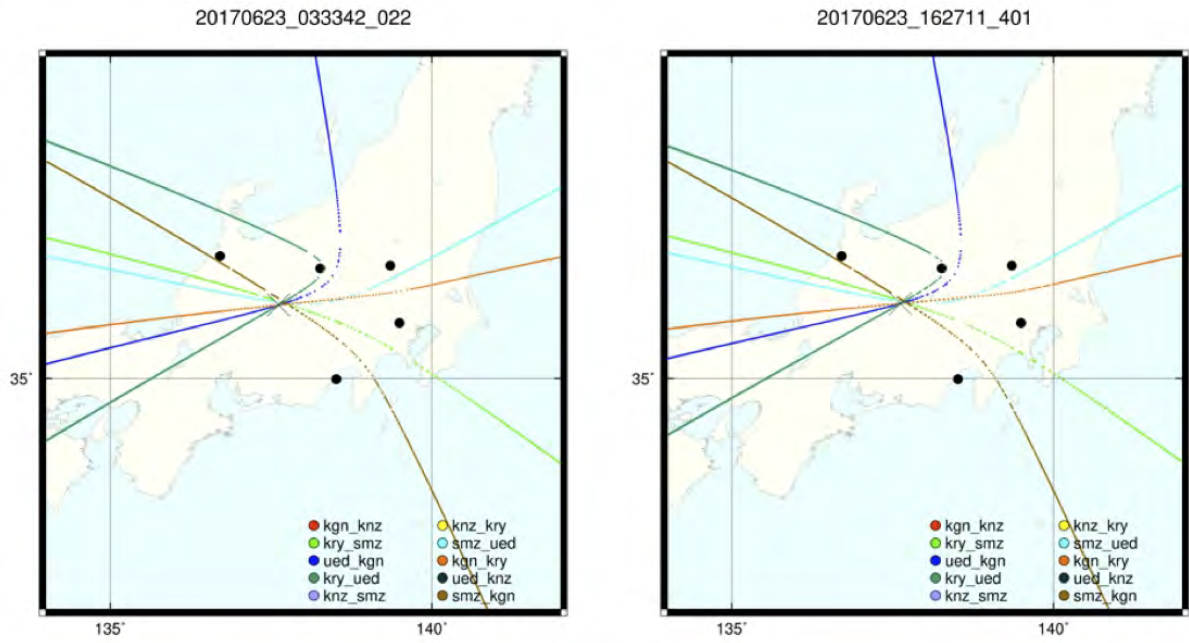 20170623_033342_022
20170623_162711_401
35°
35°
kgn_knz
knz_kry
kry_smz
smz_ued
ued_kgn
kgn_kry
kry_ued
ued_knz
knz_smz
smz_kgn
kgn_knz
knz_kry
kry_smz
smz_ued
ued_kgn
kgn_kry
kry_ued
ued_knz
knz_smz
smz_kgn
135°
140°
135°
140°